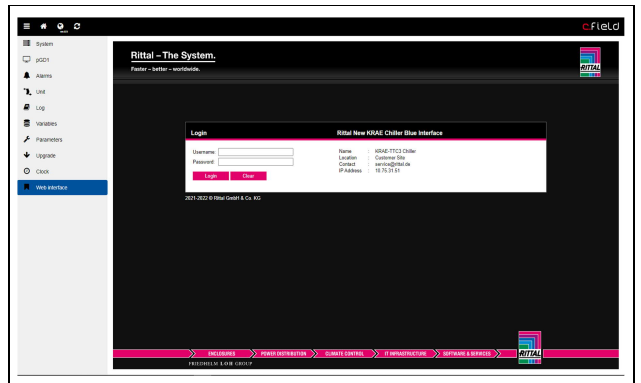 c.field
System
pGD1
Alarms
Unit
Log
Variables
Parameters
Upgrade
Clock
Web interface
Rittal – The System.
Faster – better – worldwide.
RITTAL
Login
Rittal New KRAE Chiller Blue Interface
Username:
Password:
Login Clear
Name : KRAE-TTC3 Chiller
Location : Customer Site
Contact : service@rittal.de
IP Address : 10.75.31.51
2021-2022 © Rittal GmbH & Co. KG
ENCLOSURES POWER DISTRIBUTION CLIMATE CONTROL IT INFRASTRUCTURE SOFTWARE & SERVICES
RITTAL
FRIEDHELM LOH GROUP